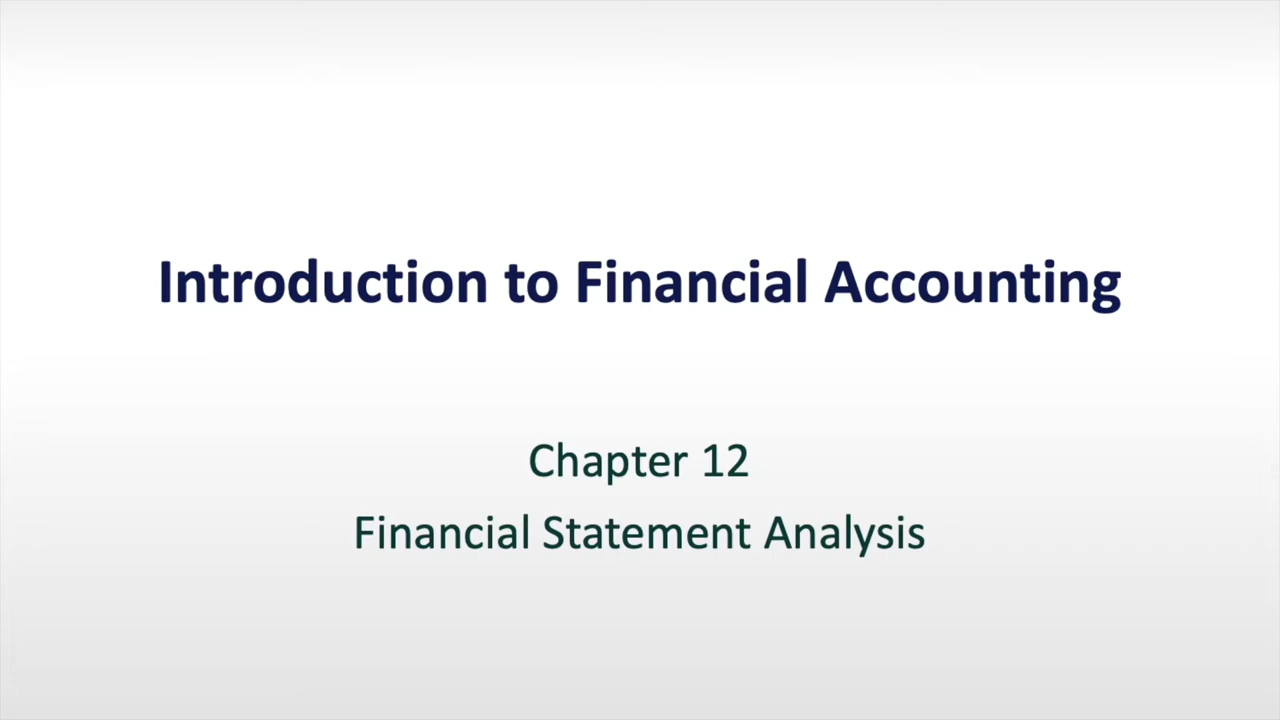 Introduction to Financial Accounting
Chapter 12
Financial Statement Analysis